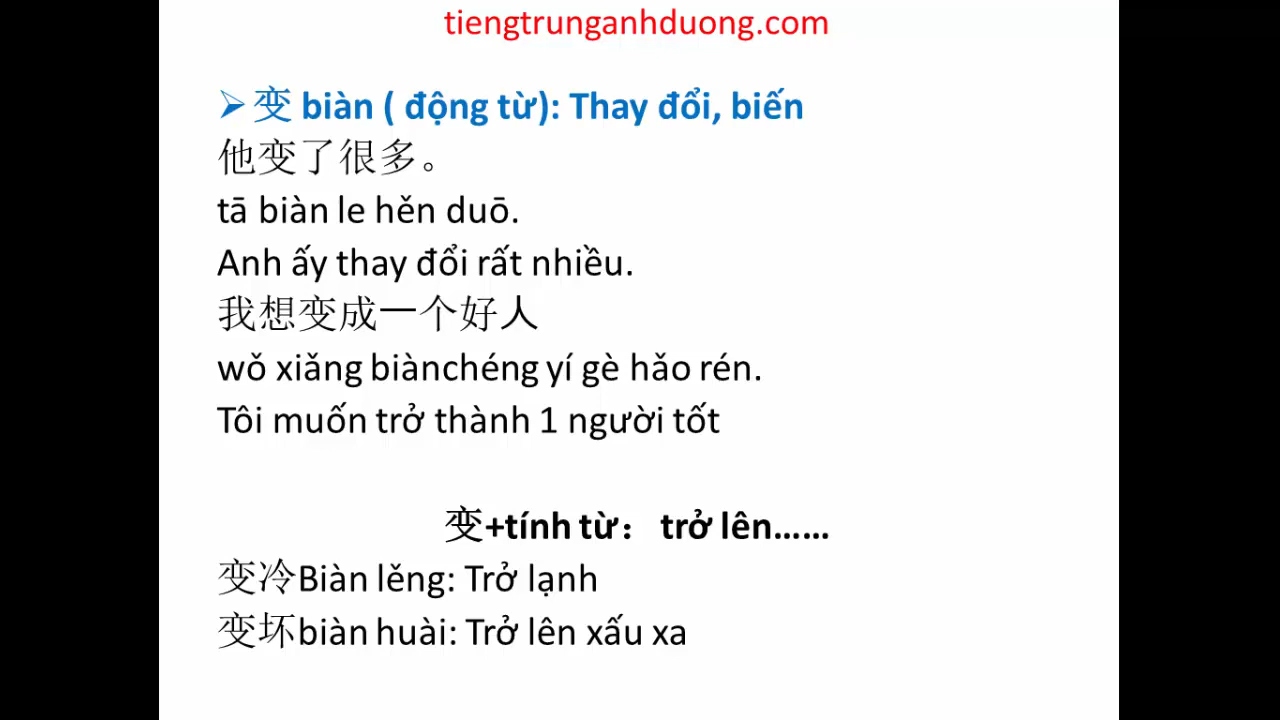 tiengtrunganhduong.com
➢ 变 biàn ( động từ): Thay đổi, biến
他变了很多。
tā biàn le hěn duō.
Anh ấy thay đổi rất nhiều.
我想变成一个好人
wǒ xiǎng biànchéng yí gè hǎo rén.
Tôi muốn trở thành 1 người tốt
变+tính từ： trở lên……
变冷Biàn lěng: Trở lạnh
变坏biàn huài: Trở lên xấu xa